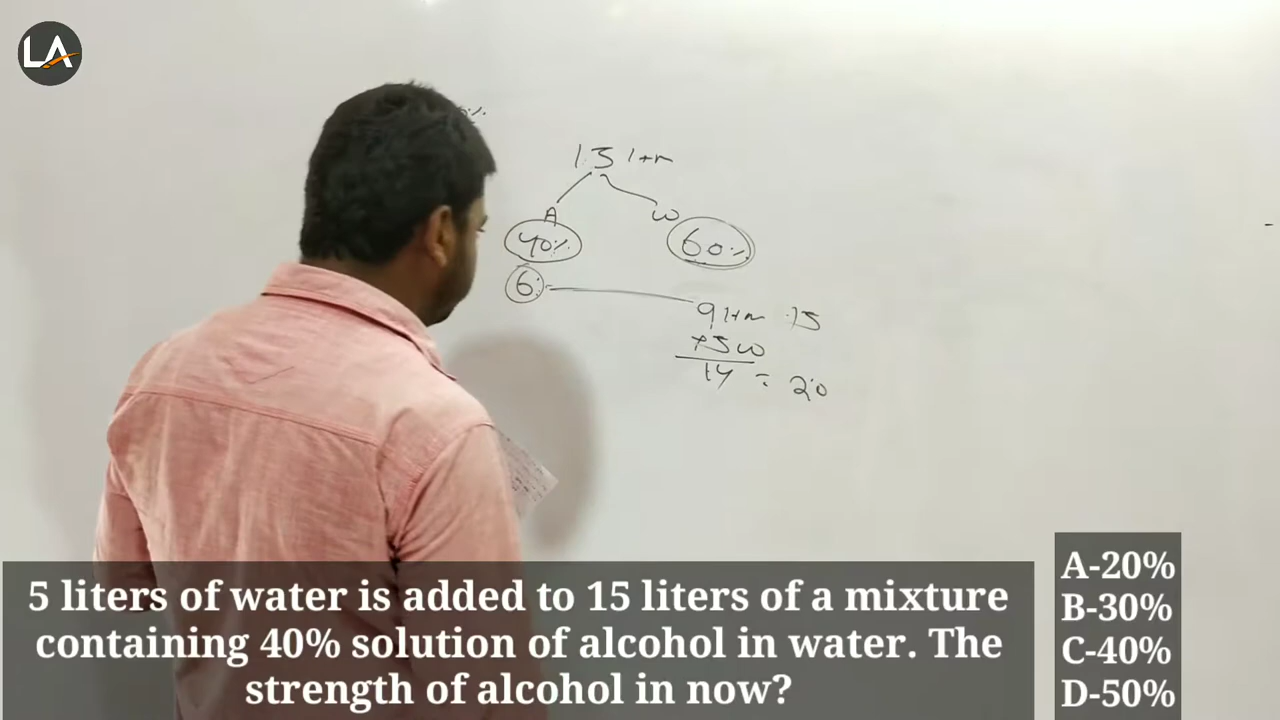 LA
15 ltr
A W
40% 60%
6
9 ltr 15
+5 W
14 = 20
5 liters of water is added to 15 liters of a mixture
containing 40% solution of alcohol in water. The
strength of alcohol in now?
A-20%
B-30%
C-40%
D-50%